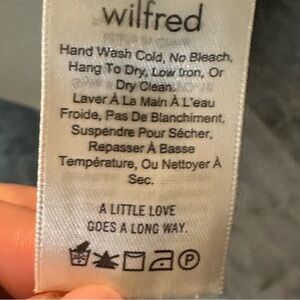 wilfred
Hand Wash Cold, No Bleach,
Hang To Dry, Low Iron, Or
Dry Clean.
Laver À La Main À L'eau
Froide, Pas De Blanchiment,
Suspendre Pour Sécher,
Repasser À Basse
Température, Ou Nettoyer À
Sec.
A LITTLE LOVE
GOES A LONG WAY.
P